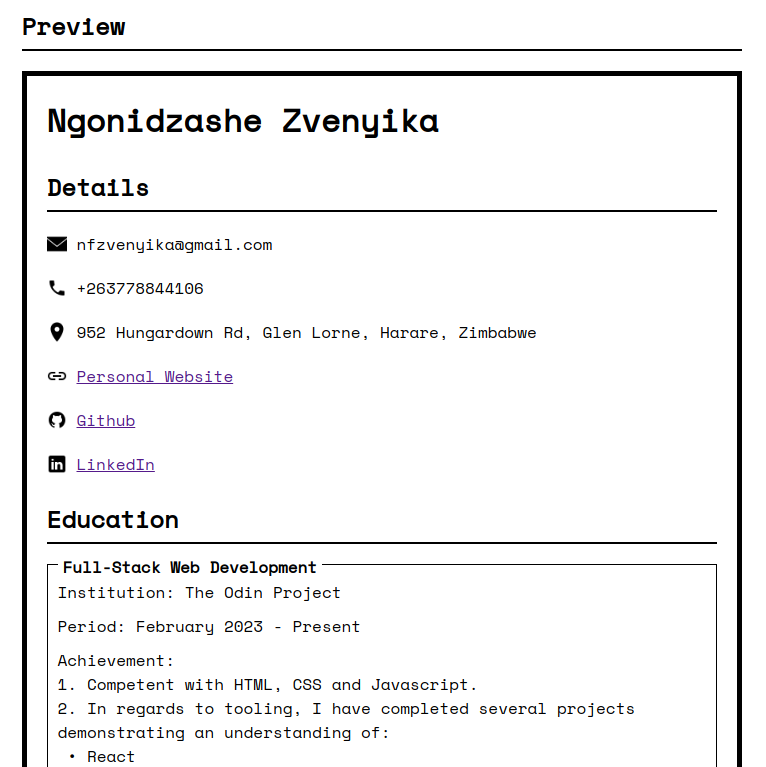 Preview
Ngonidzashe Zvenyika
Details
nfzvenyika@gmail.com
+263778844106
952 Hungardown Rd, Glen Lorne, Harare, Zimbabwe
Personal Website
Github
LinkedIn
Education
Full-Stack Web Development
Institution: The Odin Project
Period: February 2023 - Present
Achievement:
1. Competent with HTML, CSS and Javascript.
2. In regards to tooling, I have completed several projects
demonstrating an understanding of:
• React